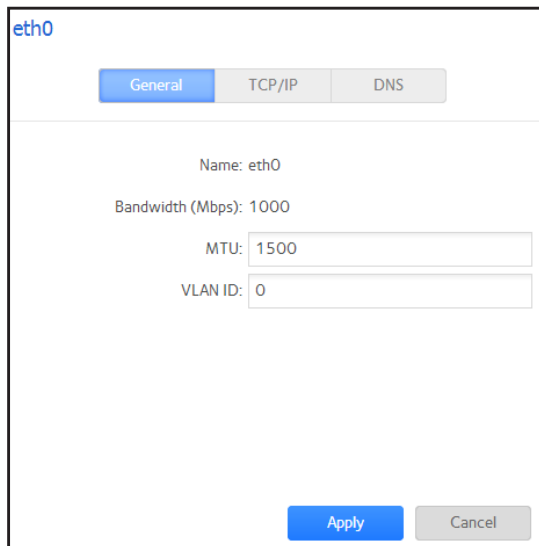 eth0
General TCP/IP DNS
Name: eth0
Bandwidth (Mbps): 1000
MTU: 1500
VLAN ID: 0
Apply Cancel